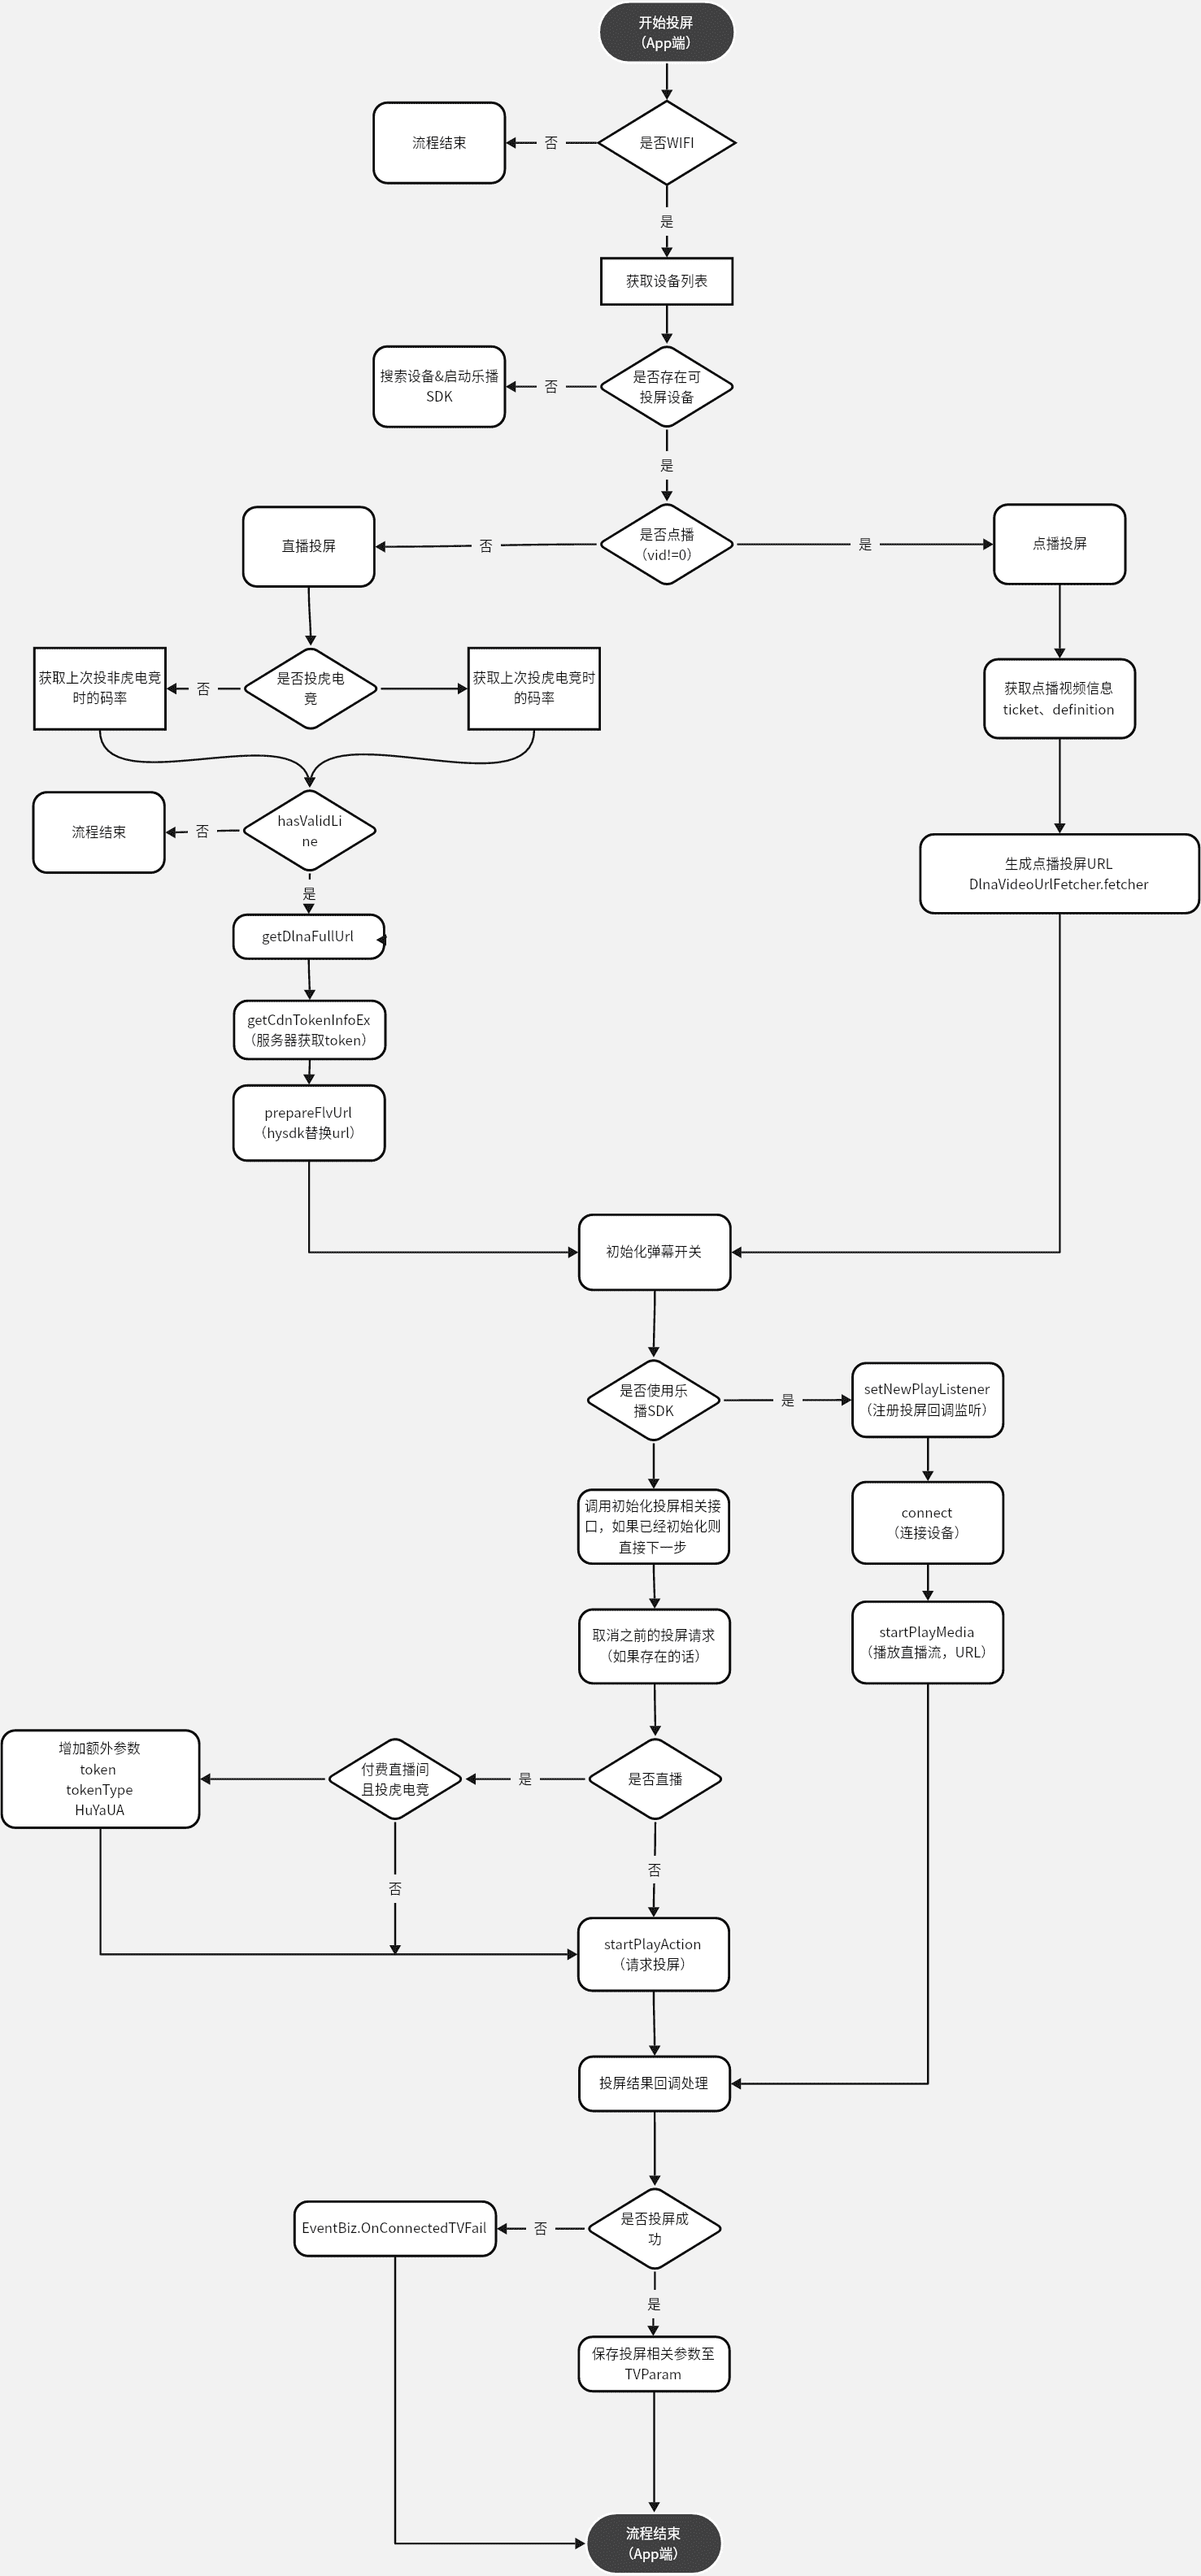 开始投屏
（App端）
是否WIFI
否
流程结束
是
获取设备列表
是否存在可
投屏设备
否
搜索设备&启动乐播
SDK
是
是否点播
（vid!=0）
否
直播投屏
是
点播投屏
是否投虎电
竞
否
获取上次投非虎电竞
时的码率
获取上次投虎电竞时
的码率
获取点播视频信息
ticket、definition
hasValidLi
ne
否
流程结束
是
生成点播投屏URL
DlnaVideoUrlFetcher.fetcher
getDlnaFullUrl
getCdnTokenInfoEx
（服务器获取token）
prepareFlvUrl
（hysdk替换url）
初始化弹幕开关
是否使用乐
播SDK
是
setNewPlayListener
（注册投屏回调监听）
调用初始化投屏相关接
口，如果已经初始化则
直接下一步
connect
（连接设备）
取消之前的投屏请求
（如果存在的话）
startPlayMedia
（播放直播流，URL）
是否直播
是
付费直播间
且投虎电竞
增加额外参数
token
tokenType
HuYaUA
否
否
startPlayAction
（请求投屏）
投屏结果回调处理
是否投屏成
功
否
EventBiz.OnConnectedTVFail
是
保存投屏相关参数至
TVParam
流程结束
（App端）